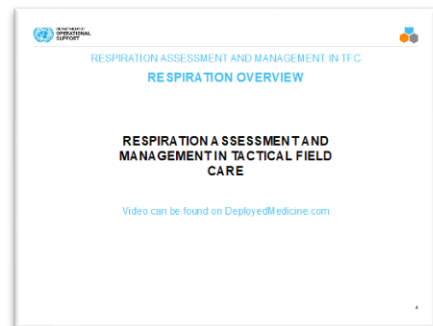 DEPARTMENT OF
OPERATIONAL
SUPPORT
RESPIRATION ASSESSMENT AND MANAGEMENT IN TFC
RESPIRATION OVERVIEW
RESPIRATION ASSESSMENT AND
MANAGEMENT IN TACTICAL FIELD
CARE
Video can be found on DeployedMedicine.com